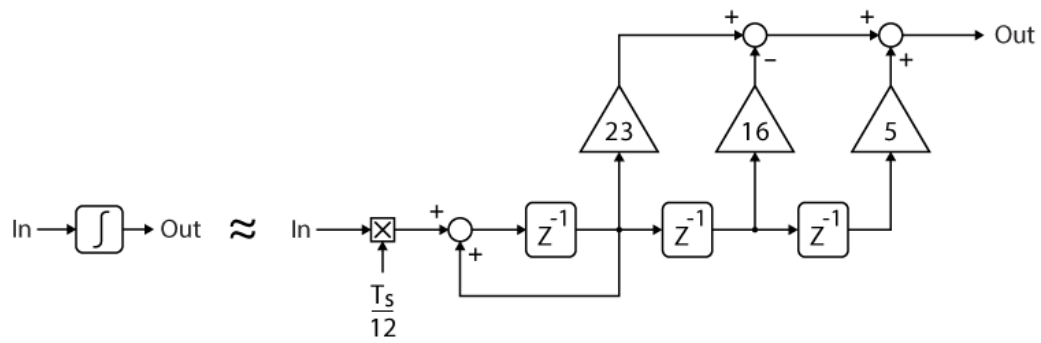 + + Out
− +
23 16 5
In ∫ Out ≈ In × + Z⁻¹ Z⁻¹ Z⁻¹
+
Ts
12